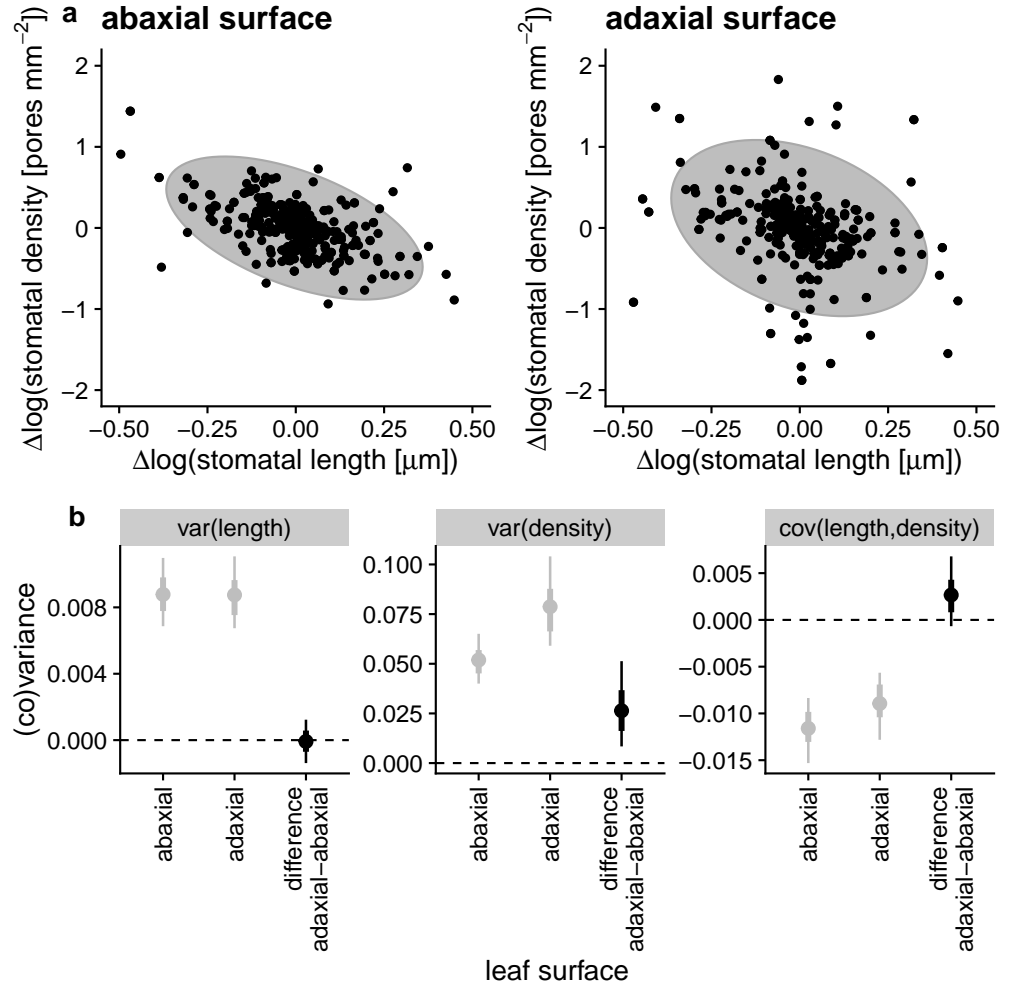 a
abaxial surface
adaxial surface
Δlog(stomatal density [pores mm⁻²])
2
1
0
−1
−2
−0.50 −0.25 0.00 0.25 0.50
Δlog(stomatal length [μm])
Δlog(stomatal density [pores mm⁻²])
2
1
0
−1
−2
−0.50 −0.25 0.00 0.25 0.50
Δlog(stomatal length [μm])
b
var(length)
var(density)
cov(length,density)
(co)variance
0.008
0.004
0.000
abaxial
adaxial
difference
adaxial−abaxial
0.100
0.075
0.050
0.025
0.000
abaxial
adaxial
difference
adaxial−abaxial
0.005
0.000
−0.005
−0.010
−0.015
abaxial
adaxial
difference
adaxial−abaxial
leaf surface